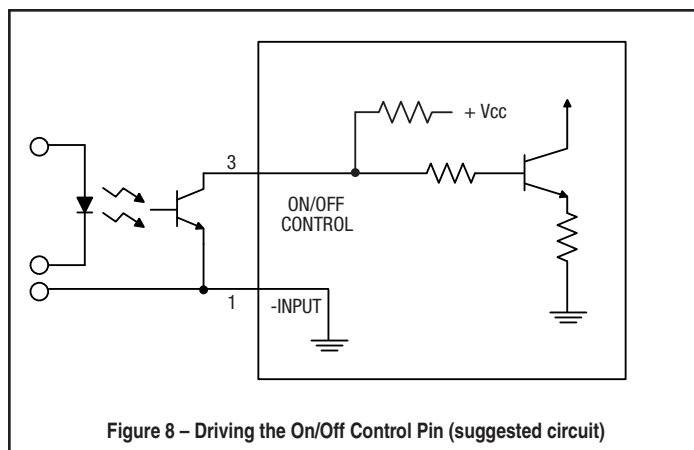 + Vcc
3
ON/OFF
CONTROL
1
-INPUT
Figure 8 – Driving the On/Off Control Pin (suggested circuit)